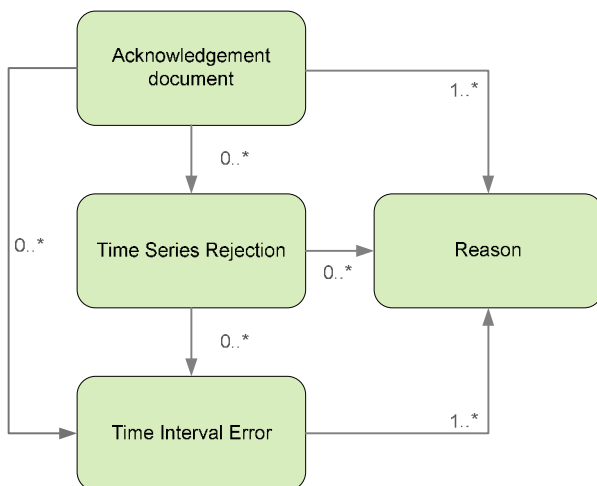 Acknowledgement
document
1..*
0..*
0..*
Time Series Rejection
0..*
Reason
0..*
1..*
Time Interval Error